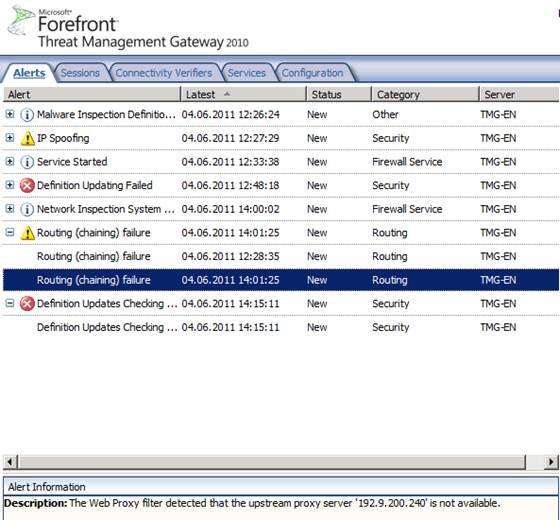 Microsoft®
Forefront™
Threat Management Gateway 2010
Alerts Sessions Connectivity Verifiers Services Configuration
Alert Latest Status Category Server
Malware Inspection Definitio... 04.06.2011 12:26:24 New Other TMG-EN
IP Spoofing 04.06.2011 12:27:29 New Security TMG-EN
Service Started 04.06.2011 12:33:38 New Firewall Service TMG-EN
Definition Updating Failed 04.06.2011 12:48:18 New Security TMG-EN
Network Inspection System ... 04.06.2011 14:00:02 New Firewall Service TMG-EN
Routing (chaining) failure 04.06.2011 14:01:25 New Routing TMG-EN
Routing (chaining) failure 04.06.2011 12:28:35 New Routing TMG-EN
Routing (chaining) failure 04.06.2011 14:01:25 New Routing TMG-EN
Definition Updates Checking ... 04.06.2011 14:15:11 New Security TMG-EN
Definition Updates Checking ... 04.06.2011 14:15:11 New Security TMG-EN
Alert Information
Description: The Web Proxy filter detected that the upstream proxy server '192.9.200.240' is not available.